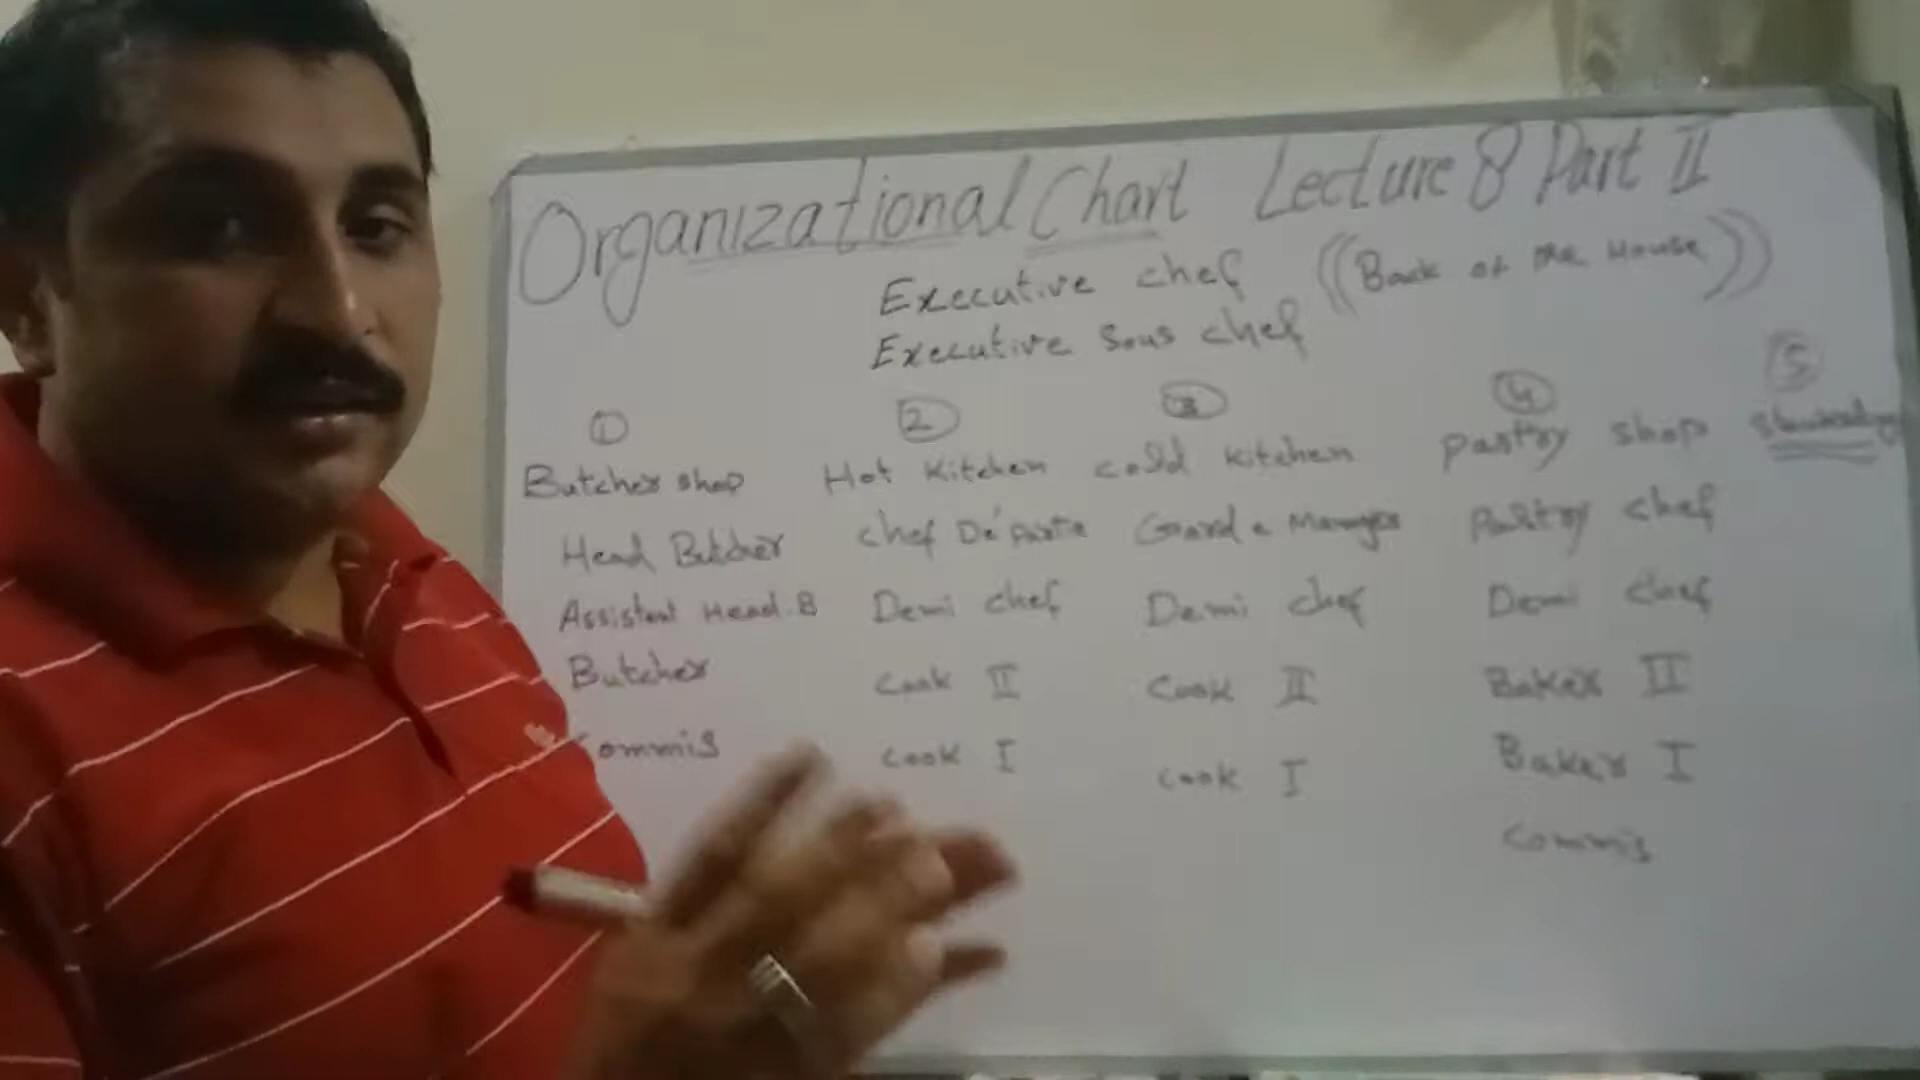 Organizational Chart Lecture 8 Part II
Executive chef ((Back of the House))
Executive Sous chef
1 2 3 4 5
Butcher shop Hot Kitchen cold kitchen pastry shop
Head Butcher chef De'partie Garde Manger pastry chef
Assistant Head.B Demi chef Demi chef Demi chef
Butcher Cook II Cook II Baker II
ommis Cook I Cook I Baker I
Commis